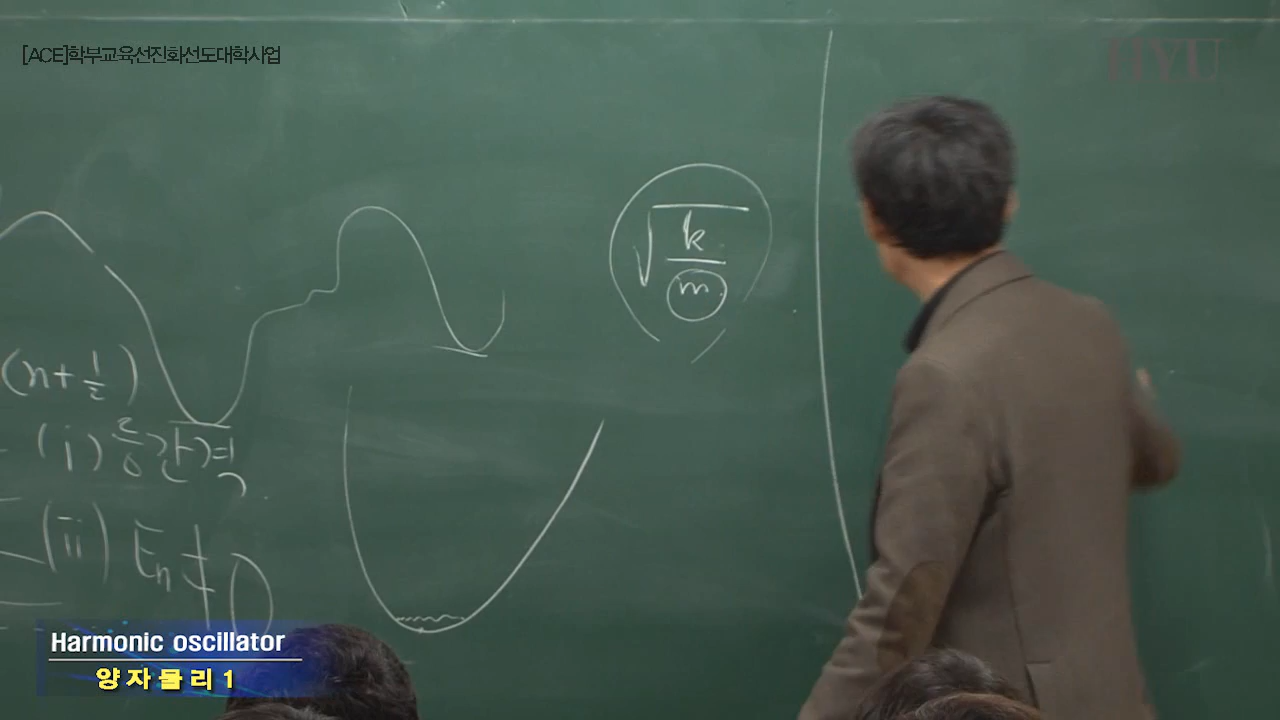 [ACE]학부교육선진화선도대학사업
HYU
√k/m
(n+1/2)
(i) 등간격
(ii) En≠0
Harmonic oscillator
양자물리1